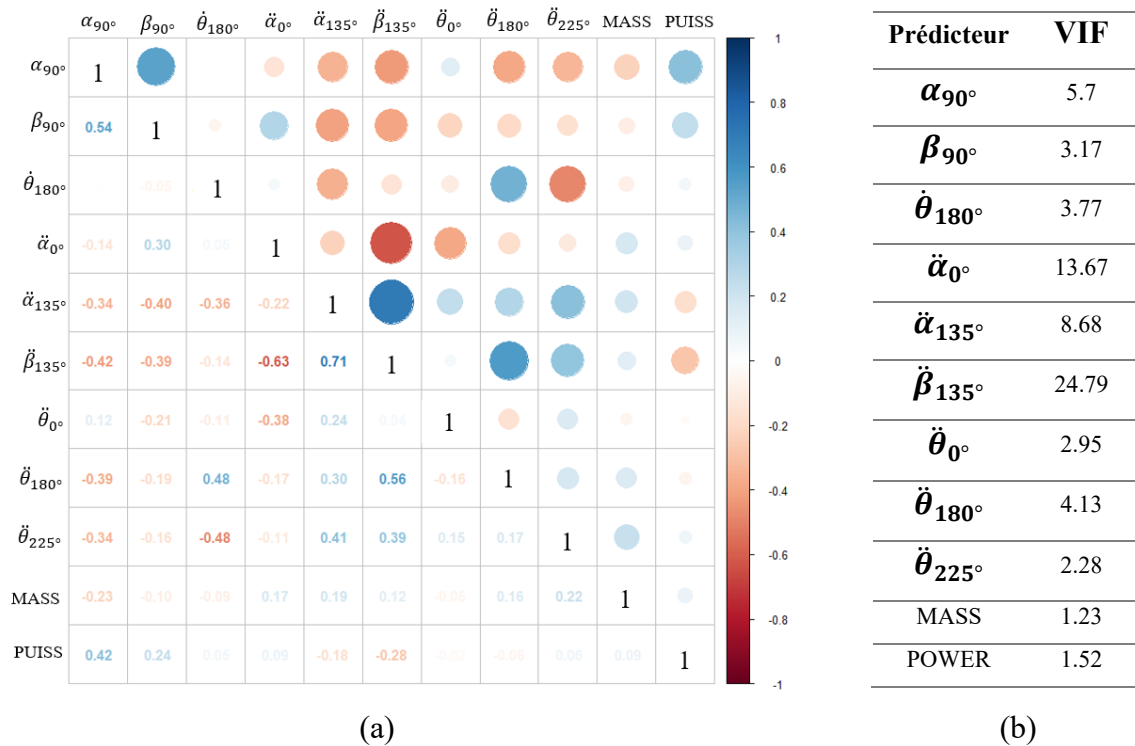 α90° β90° θ̇180° α̈0° α̈135° β̈135° θ̈0° θ̈180° θ̈225° MASS PUISS
α90° 1
β90° 0.54 1
θ̇180° -0.05 1
α̈0° -0.14 0.30 0.05 1
α̈135° -0.34 -0.40 -0.36 -0.22 1
β̈135° -0.42 -0.39 -0.14 -0.63 0.71 1
θ̈0° 0.12 -0.21 -0.11 -0.38 0.24 0.04 1
θ̈180° -0.39 -0.19 0.48 -0.17 0.30 0.56 -0.16 1
θ̈225° -0.34 -0.16 -0.48 -0.11 0.41 0.39 0.15 0.17 1
MASS -0.23 -0.10 -0.09 0.17 0.19 0.12 0.16 0.22 1
PUISS 0.42 0.24 0.05 0.09 -0.18 -0.28 -0.02 -0.06 0.06 0.09 1
1
0.8
0.6
0.4
0.2
0
-0.2
-0.4
-0.6
-0.8
-1
(a)
Prédicteur VIF
α90° 5.7
β90° 3.17
θ̇180° 3.77
α̈0° 13.67
α̈135° 8.68
β̈135° 24.79
θ̈0° 2.95
θ̈180° 4.13
θ̈225° 2.28
MASS 1.23
POWER 1.52
(b)